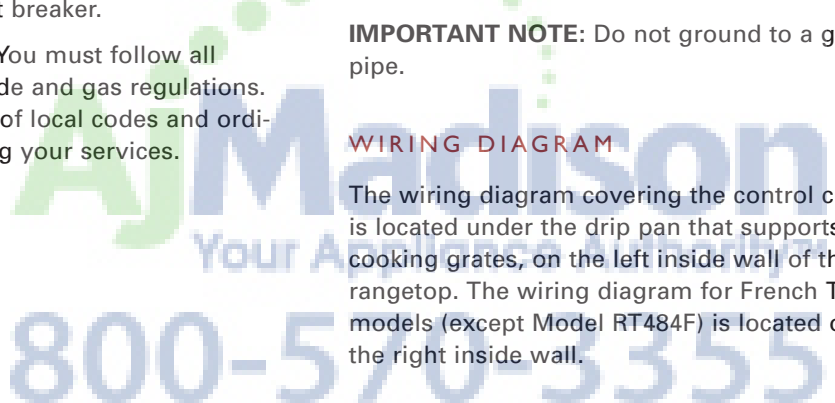 t breaker.
You must follow all
de and gas regulations.
of local codes and ordi-
g your services.
IMPORTANT NOTE: Do not ground to a g
pipe.
WIRING DIAGRAM
The wiring diagram covering the control c
is located under the drip pan that supports
cooking grates, on the left inside wall of th
rangetop. The wiring diagram for French T
models (except Model RT484F) is located o
the right inside wall.
AjMadison
Your Appliance Authority™
800-570-3355